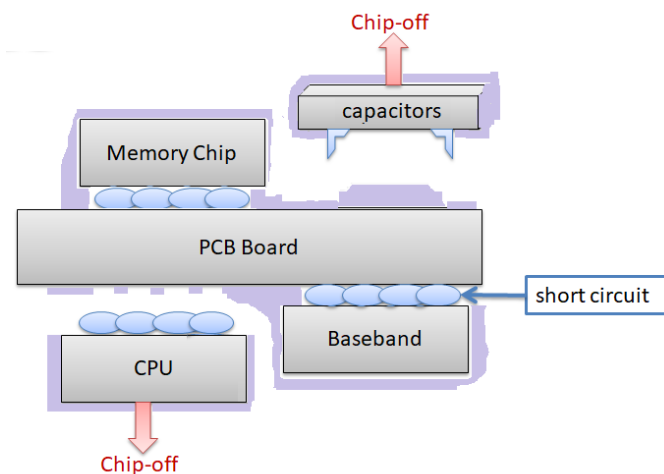 Chip-off
capacitors
Memory Chip
PCB Board
short circuit
Baseband
CPU
Chip-off